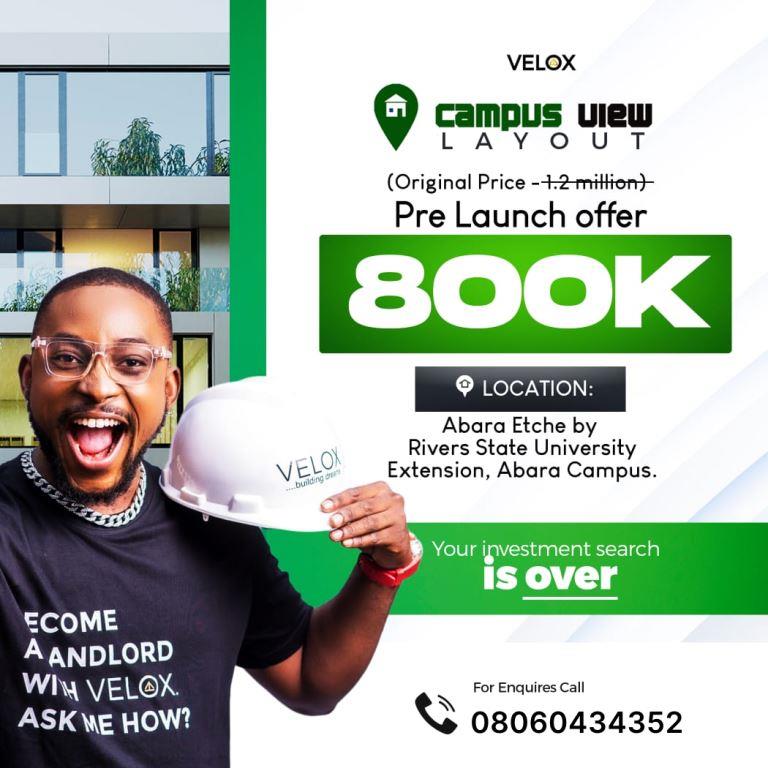 VELOX
CAMPUS VIEW
LAYOUT
(Original Price - 1.2 million)
Pre Launch offer
800K
LOCATION:
Abara Etche by
Rivers State University
Extension, Abara Campus.
VELOX
....building dreams
Your investment search
is over
ECOME
A ANDLORD
WITH VELOX.
ASK ME HOW?
For Enquires Call
08060434352